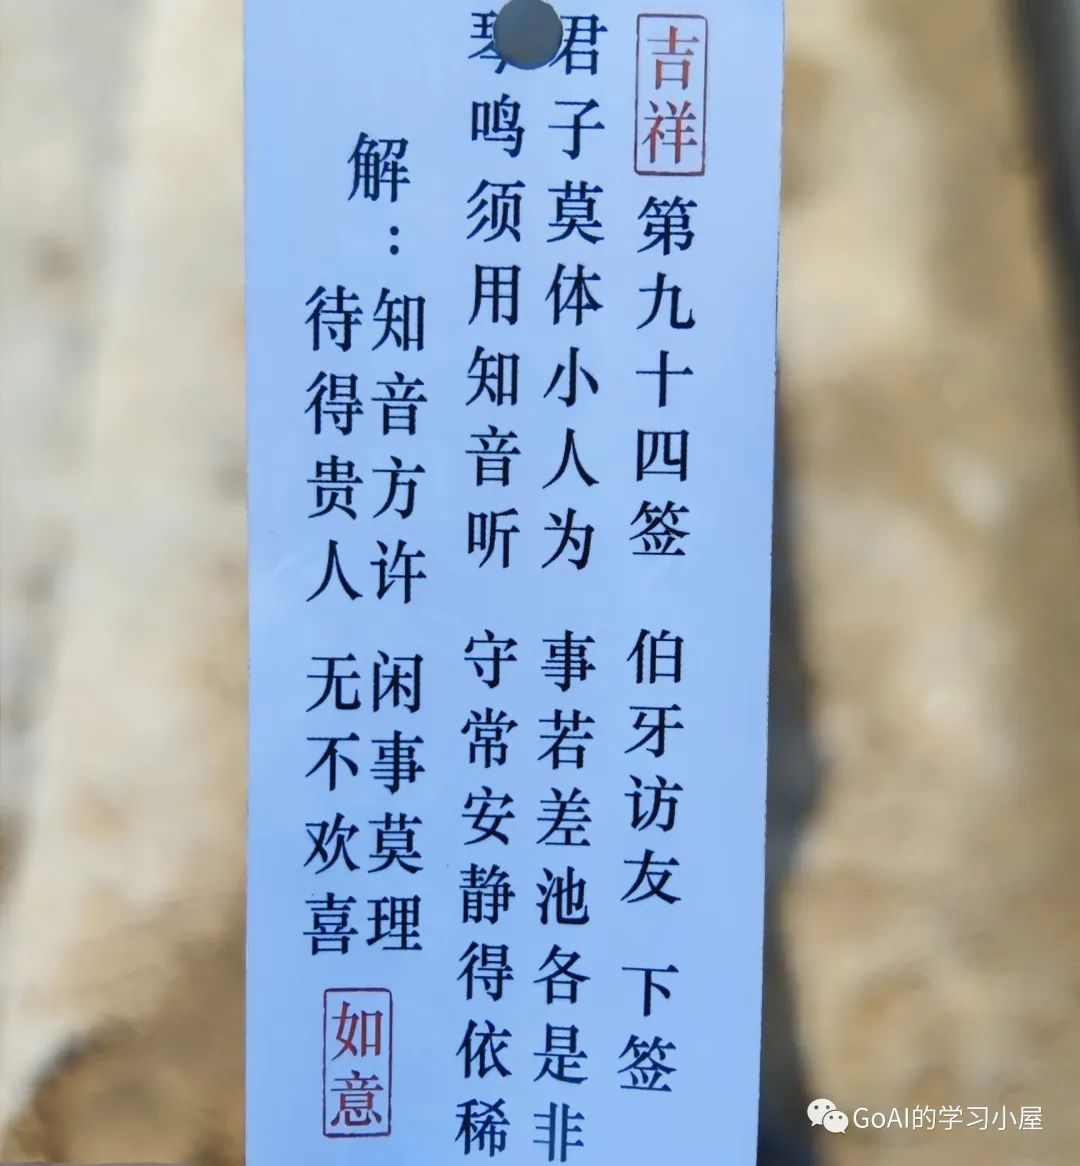 吉祥
第九十四签 伯牙访友 下签
君子莫体小人为 事若差池各是非
琴鸣须用知音听 守常安静得依稀
解：
知音方许 闲事莫理
待得贵人 无不欢喜
如意
GoAI的学习小屋